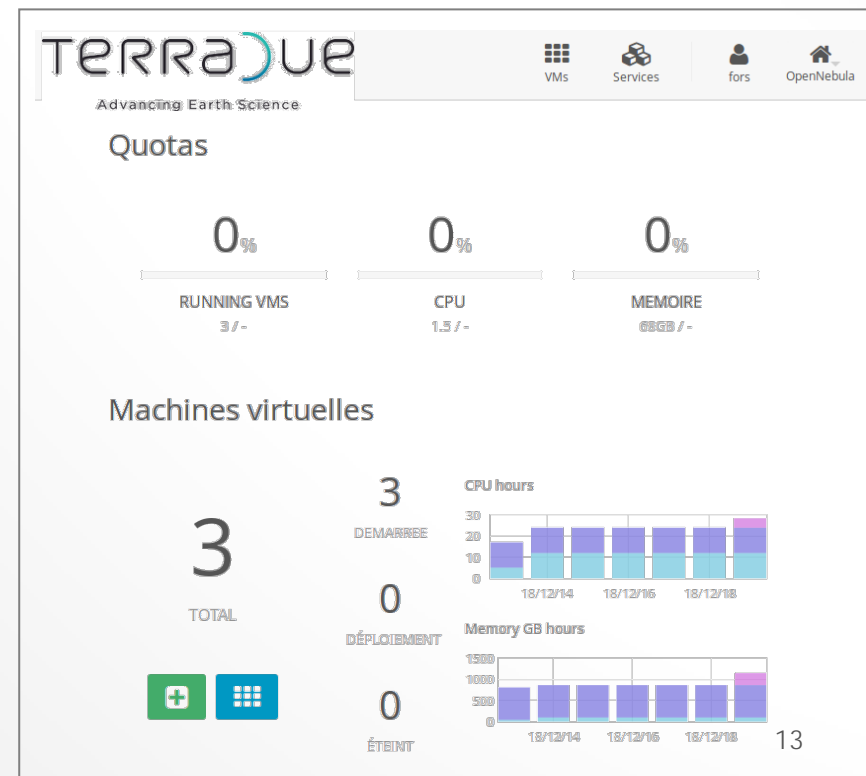 Terradue
Advancing Earth Science
VMs Services fors OpenNebula
Quotas
0% 0% 0%
RUNNING VMS CPU MEMOIRE
3 / - 1.5 / - 68GB / -
Machines virtuelles
3
TOTAL
3
DEMARREE
0
DÉPLOIEMENT
0
ÉTEINT
CPU hours
30
20
10
0
18/12/14 18/12/16 18/12/18
Memory GB hours
1500
1000
500
0
18/12/14 18/12/16 18/12/18
13